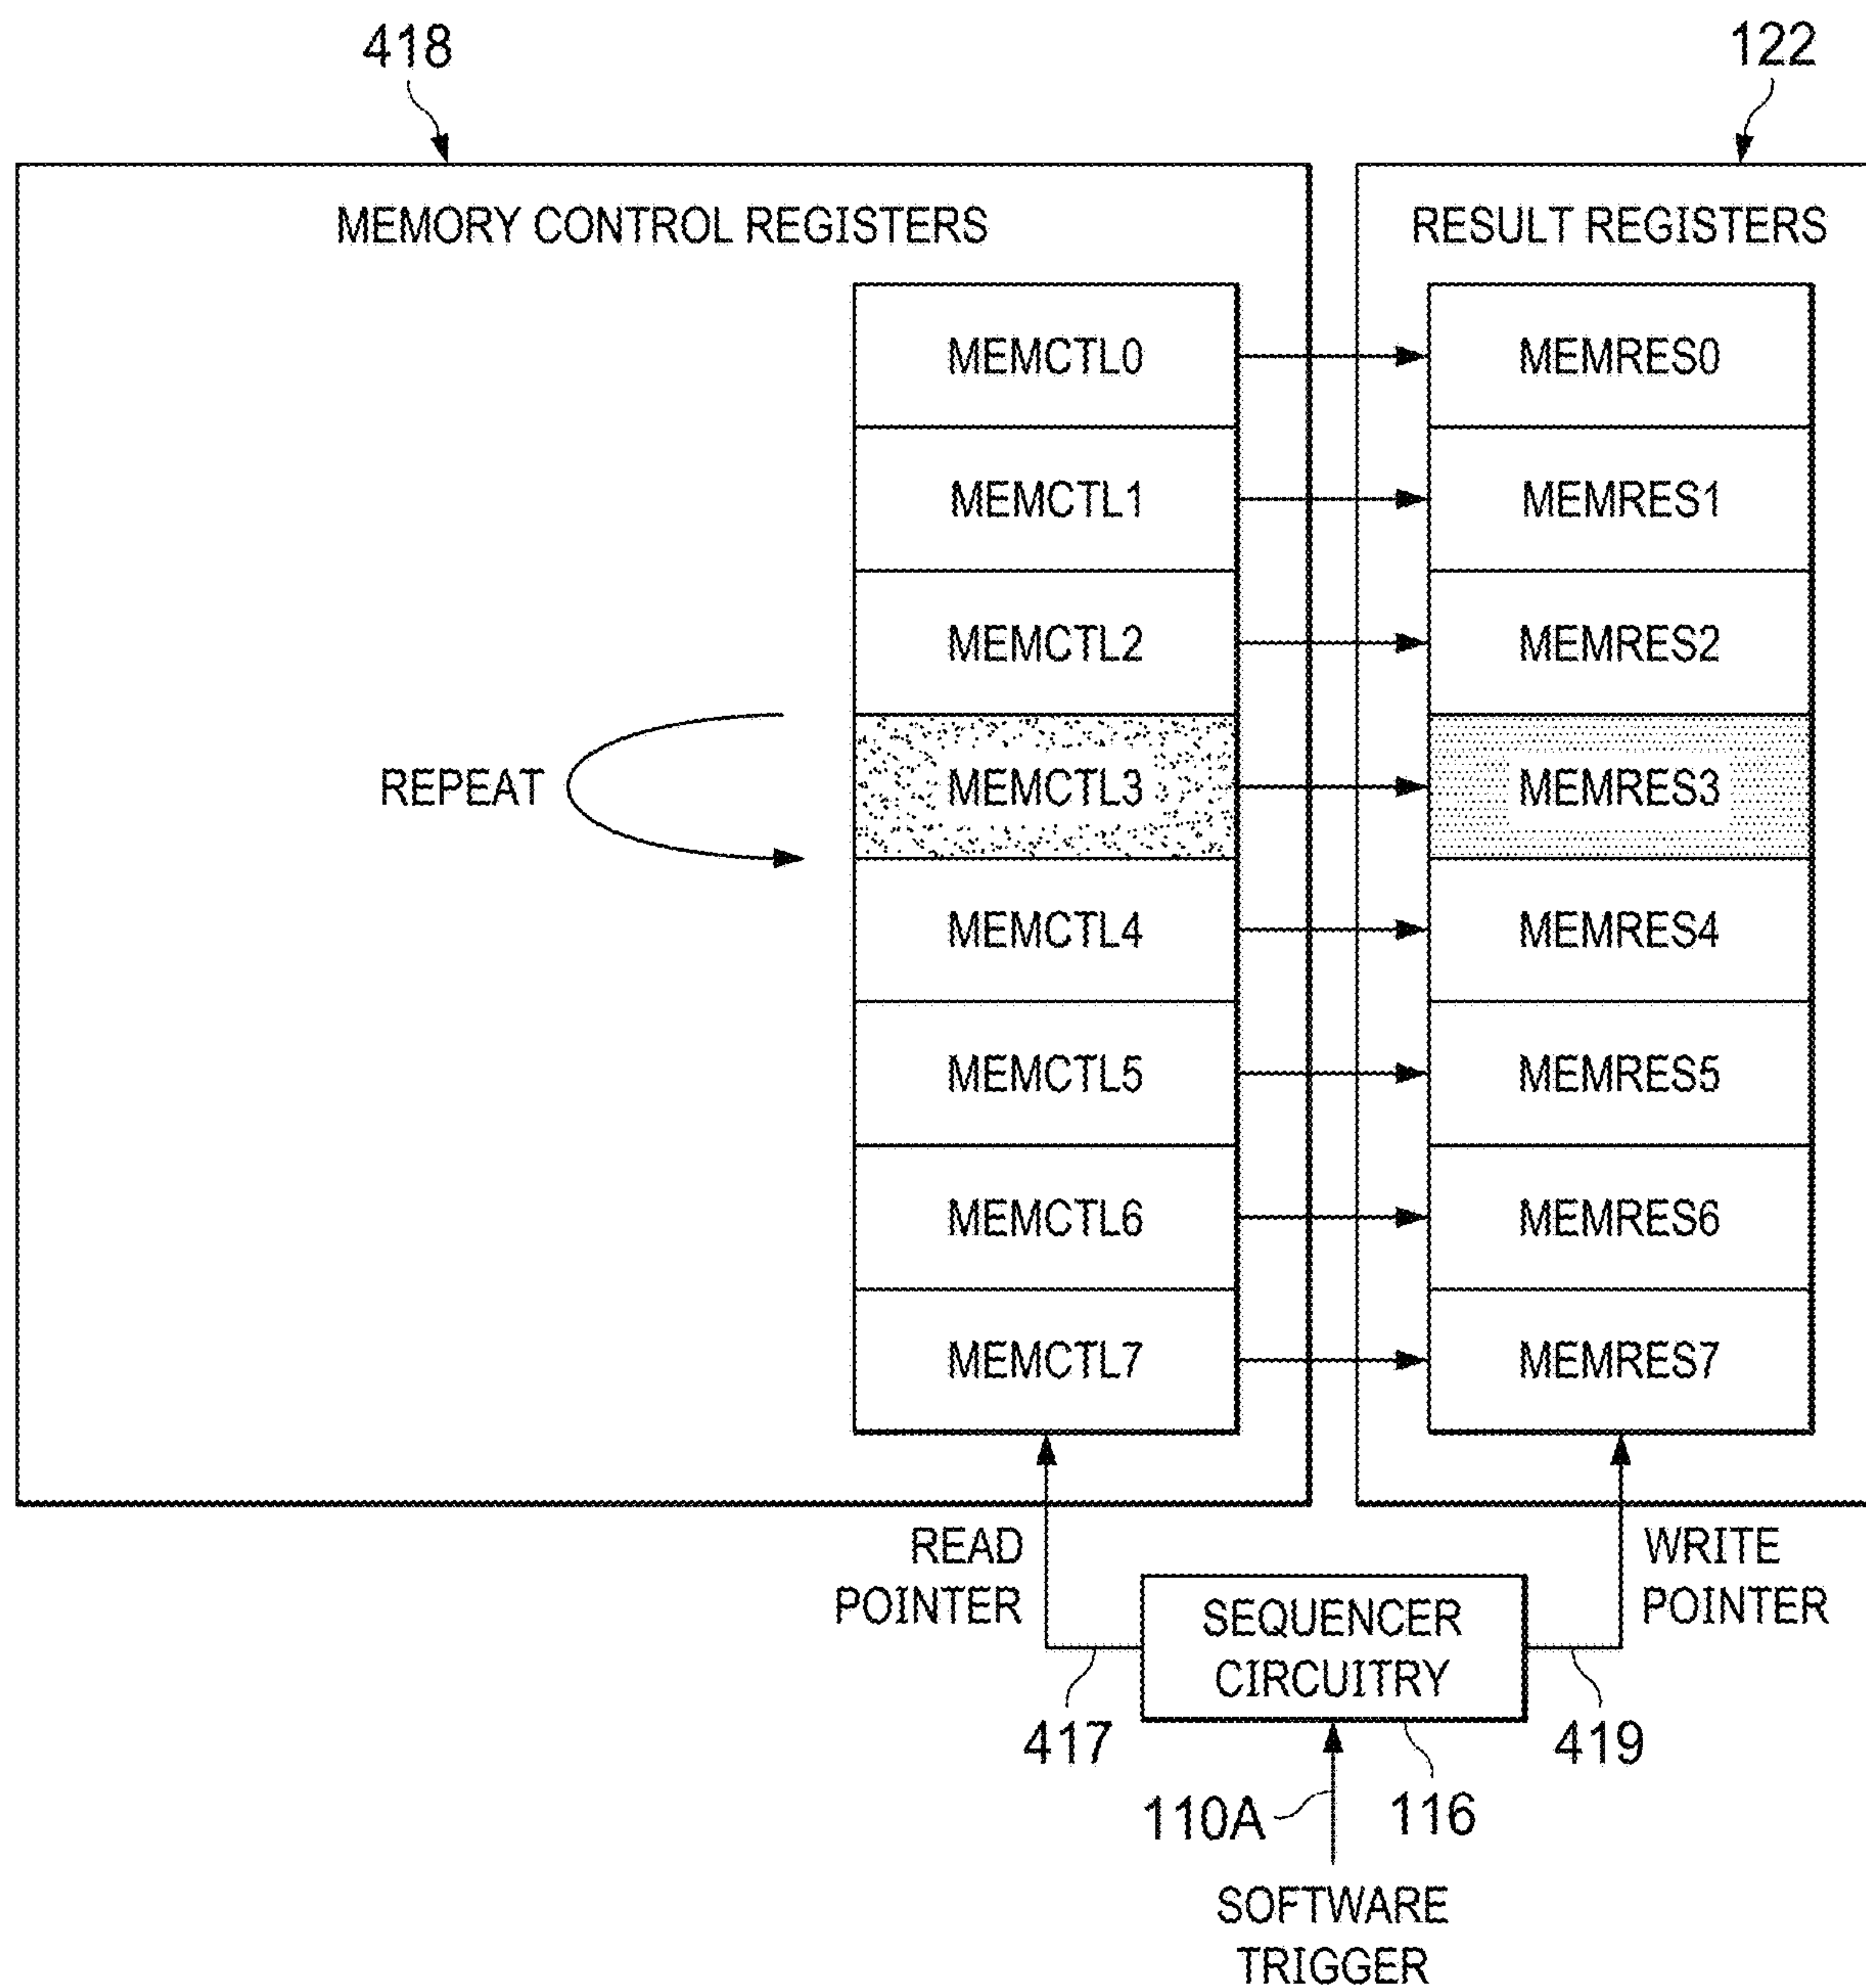 418
122
MEMORY CONTROL REGISTERS
RESULT REGISTERS
MEMCTL0
MEMRES0
MEMCTL1
MEMRES1
MEMCTL2
MEMRES2
REPEAT
MEMCTL3
MEMRES3
MEMCTL4
MEMRES4
MEMCTL5
MEMRES5
MEMCTL6
MEMRES6
MEMCTL7
MEMRES7
READ
POINTER
WRITE
POINTER
SEQUENCER
CIRCUITRY
417
419
110A
116
SOFTWARE
TRIGGER